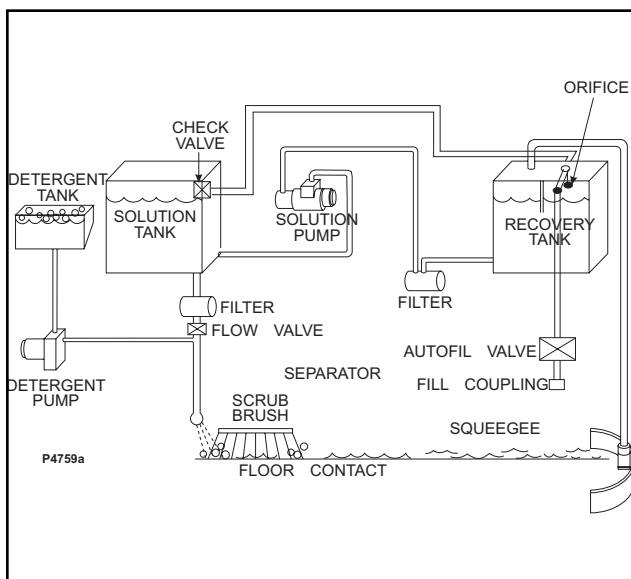 ORIFICE
CHECK
VALVE
DETERGENT
TANK
SOLUTION
TANK
SOLUTION
PUMP
RECOVERY
TANK
FILTER
FILTER
FLOW VALVE
AUTOFIL VALVE
SEPARATOR
FILL COUPLING
DETERGENT
PUMP
SCRUB
BRUSH
SQUEEGEE
P4759a
FLOOR CONTACT